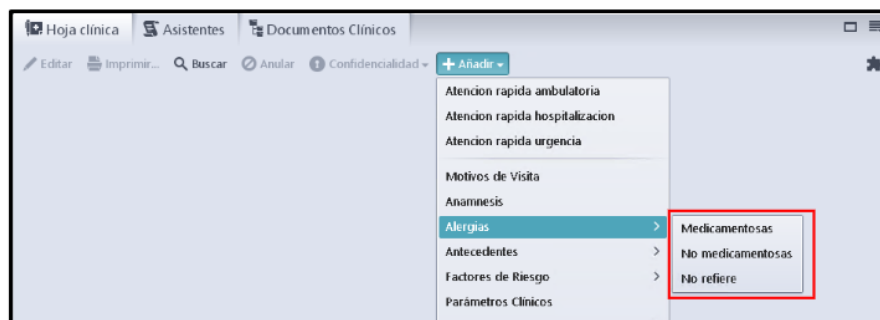 Hoja clínica Asistentes Documentos Clínicos
Editar Imprimir... Buscar Anular Confidencialidad Añadir
Atencion rapida ambulatoria
Atencion rapida hospitalizacion
Atencion rapida urgencia
Motivos de Visita
Anamnesis
Alergias
Antecedentes
Factores de Riesgo
Parámetros Clínicos
Medicamentosas
No medicamentosas
No refiere